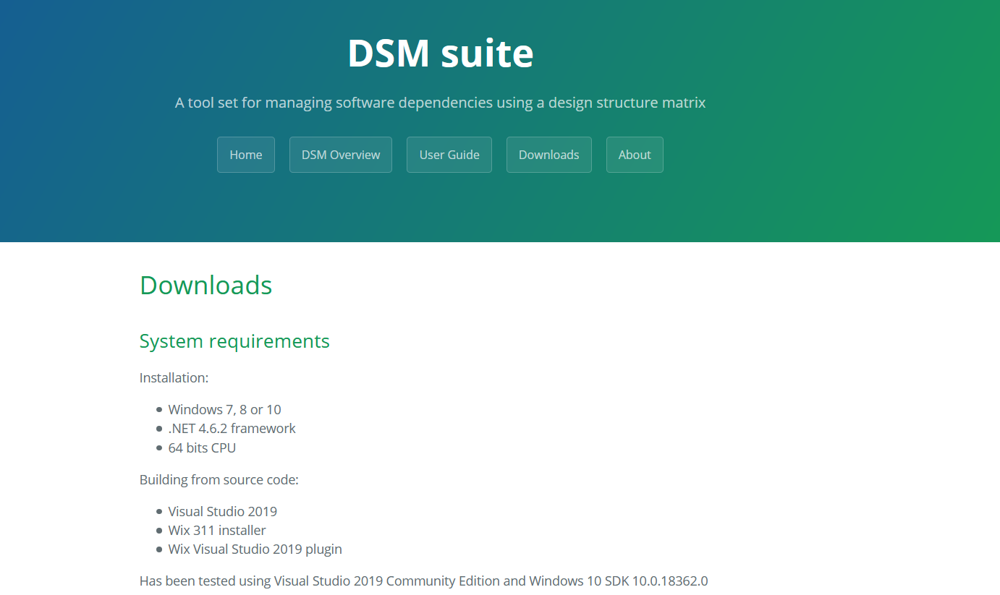 DSM suite
A tool set for managing software dependencies using a design structure matrix
Home
DSM Overview
User Guide
Downloads
About
Downloads
System requirements
Installation:
Windows 7, 8 or 10
.NET 4.6.2 framework
64 bits CPU
Building from source code:
Visual Studio 2019
Wix 311 installer
Wix Visual Studio 2019 plugin
Has been tested using Visual Studio 2019 Community Edition and Windows 10 SDK 10.0.18362.0